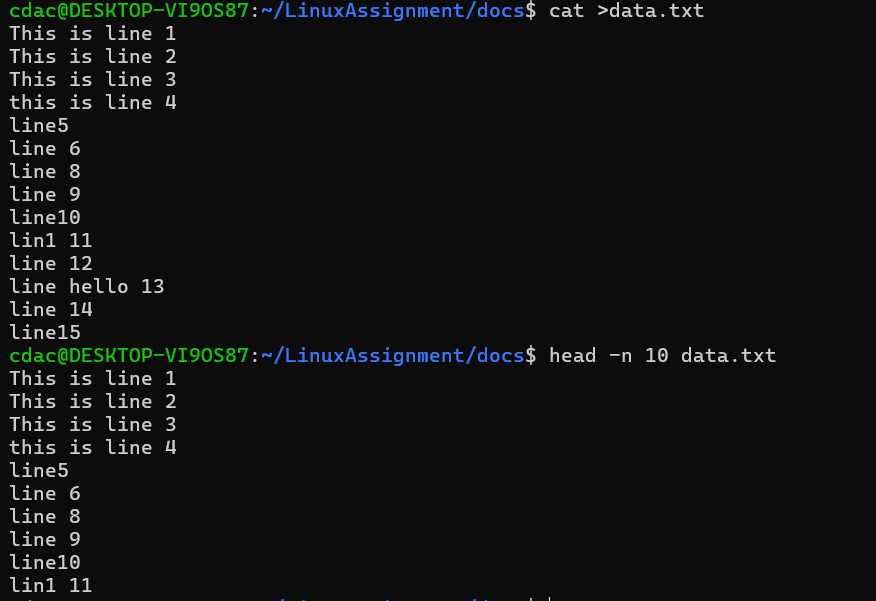 cdac@DESKTOP-VI9OS87:~/LinuxAssignment/docs$ cat >data.txt
This is line 1
This is line 2
This is line 3
this is line 4
line5
line 6
line 8
line 9
line10
lin1 11
line 12
line hello 13
line 14
line15
cdac@DESKTOP-VI9OS87:~/LinuxAssignment/docs$ head -n 10 data.txt
This is line 1
This is line 2
This is line 3
this is line 4
line5
line 6
line 8
line 9
line10
lin1 11